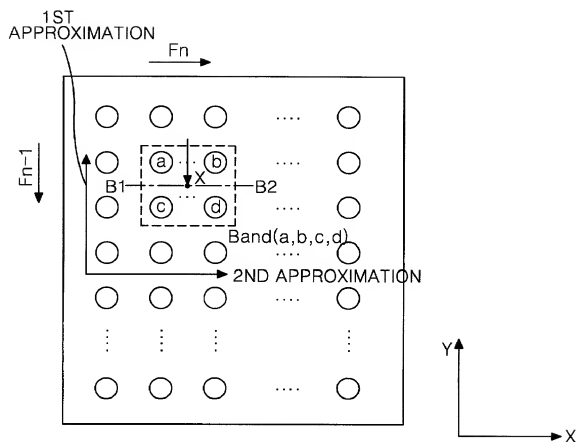 1ST
APPROXIMATION
Fn
Fn-1
a b
X
B1 B2
c d
Band(a,b,c,d)
2ND APPROXIMATION
Y
X